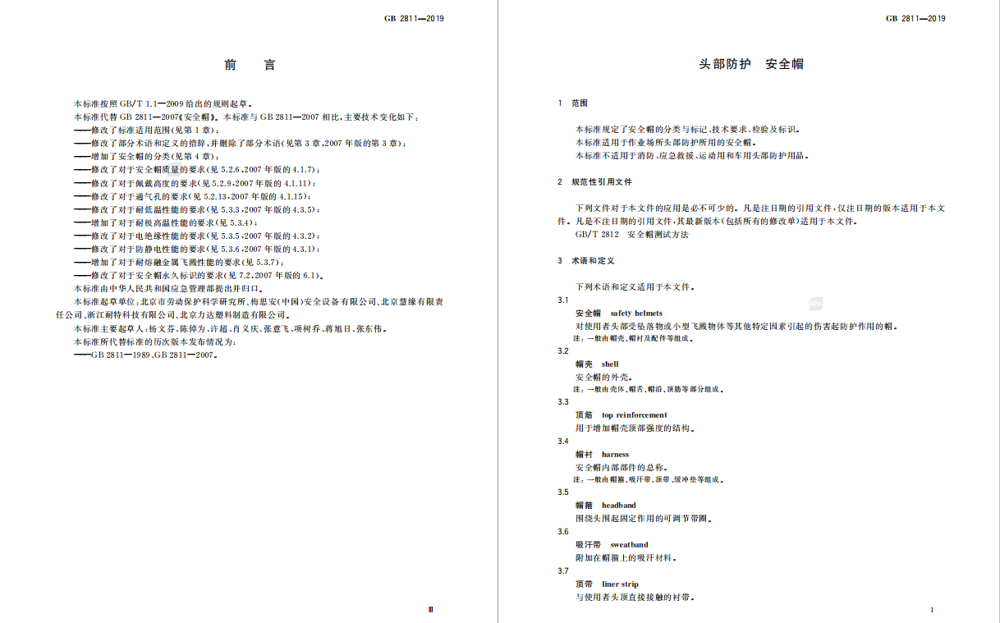 GB 2811—2019
前 言
本标准按照 GB/T 1.1—2009 给出的规则起草。
本标准代替 GB 2811—2007《安全帽》。本标准与 GB 2811—2007 相比,主要技术变化如下:
——修改了标准适用范围(见第 1 章);
——修改了部分术语和定义的措辞,并删除了部分术语(见第 3 章,2007 年版的第 3 章);
——增加了安全帽的分类(见第 4 章);
——修改了对于安全帽质量的要求(见 5.2.6,2007 年版的 4.1.7);
——修改了对于佩戴高度的要求(见 5.2.9,2007 年版的 4.1.11);
——修改了对于通气孔的要求(见 5.2.13,2007 年版的 4.1.15);
——修改了对于耐低温性能的要求(见 5.3.3,2007 年版的 4.3.5);
——增加了对于耐极高温性能的要求(见 5.3.4);
——修改了对于电绝缘性能的要求(见 5.3.5,2007 年版的 4.3.2);
——修改了对于防静电性能的要求(见 5.3.6,2007 年版的 4.3.1);
——增加了对于耐熔融金属飞溅性能的要求(见 5.3.7);
——修改了对于安全帽永久标识的要求(见 7.2,2007 年版的 6.1)。
本标准由中华人民共和国应急管理部提出并归口。
本标准起草单位:北京市劳动保护科学研究所、梅思安(中国)安全设备有限公司、北京慧缘有限责
任公司、浙江耐特科技有限公司、北京力达塑料制造有限公司。
本标准主要起草人:杨文芬、陈倬为、许超、肖义庆、张意飞、项树乔、蒋旭日、张东伟。
本标准所代替标准的历次版本发布情况为:
——GB 2811—1989、GB 2811—2007。
Ⅲ
GB 2811—2019
头部防护 安全帽
1 范围
本标准规定了安全帽的分类与标记、技术要求、检验及标识。
本标准适用于作业场所头部防护所用的安全帽。
本标准不适用于消防、应急救援、运动用和车用头部防护用品。
2 规范性引用文件
下列文件对于本文件的应用是必不可少的。凡是注日期的引用文件,仅注日期的版本适用于本文
件。凡是不注日期的引用文件,其最新版本(包括所有的修改单)适用于本文件。
GB/T 2812 安全帽测试方法
3 术语和定义
下列术语和定义适用于本文件。
3.1
安全帽 safety helmets
对使用者头部受坠落物或小型飞溅物体等其他特定因素引起的伤害起防护作用的帽。
注:一般由帽壳、帽衬及配件等组成。
3.2
帽壳 shell
安全帽的外壳。
注:一般由壳体、帽舌、帽沿、顶筋等部分组成。
3.3
顶筋 top reinforcement
用于增加帽壳顶部强度的结构。
3.4
帽衬 harness
安全帽内部部件的总称。
注:一般由帽箍、吸汗带、顶带、缓冲垫等组成。
3.5
帽箍 headband
围绕头围起固定作用的可调节带圈。
3.6
吸汗带 sweatband
附加在帽箍上的吸汗材料。
3.7
顶带 liner strip
与使用者头顶直接接触的衬带。
1